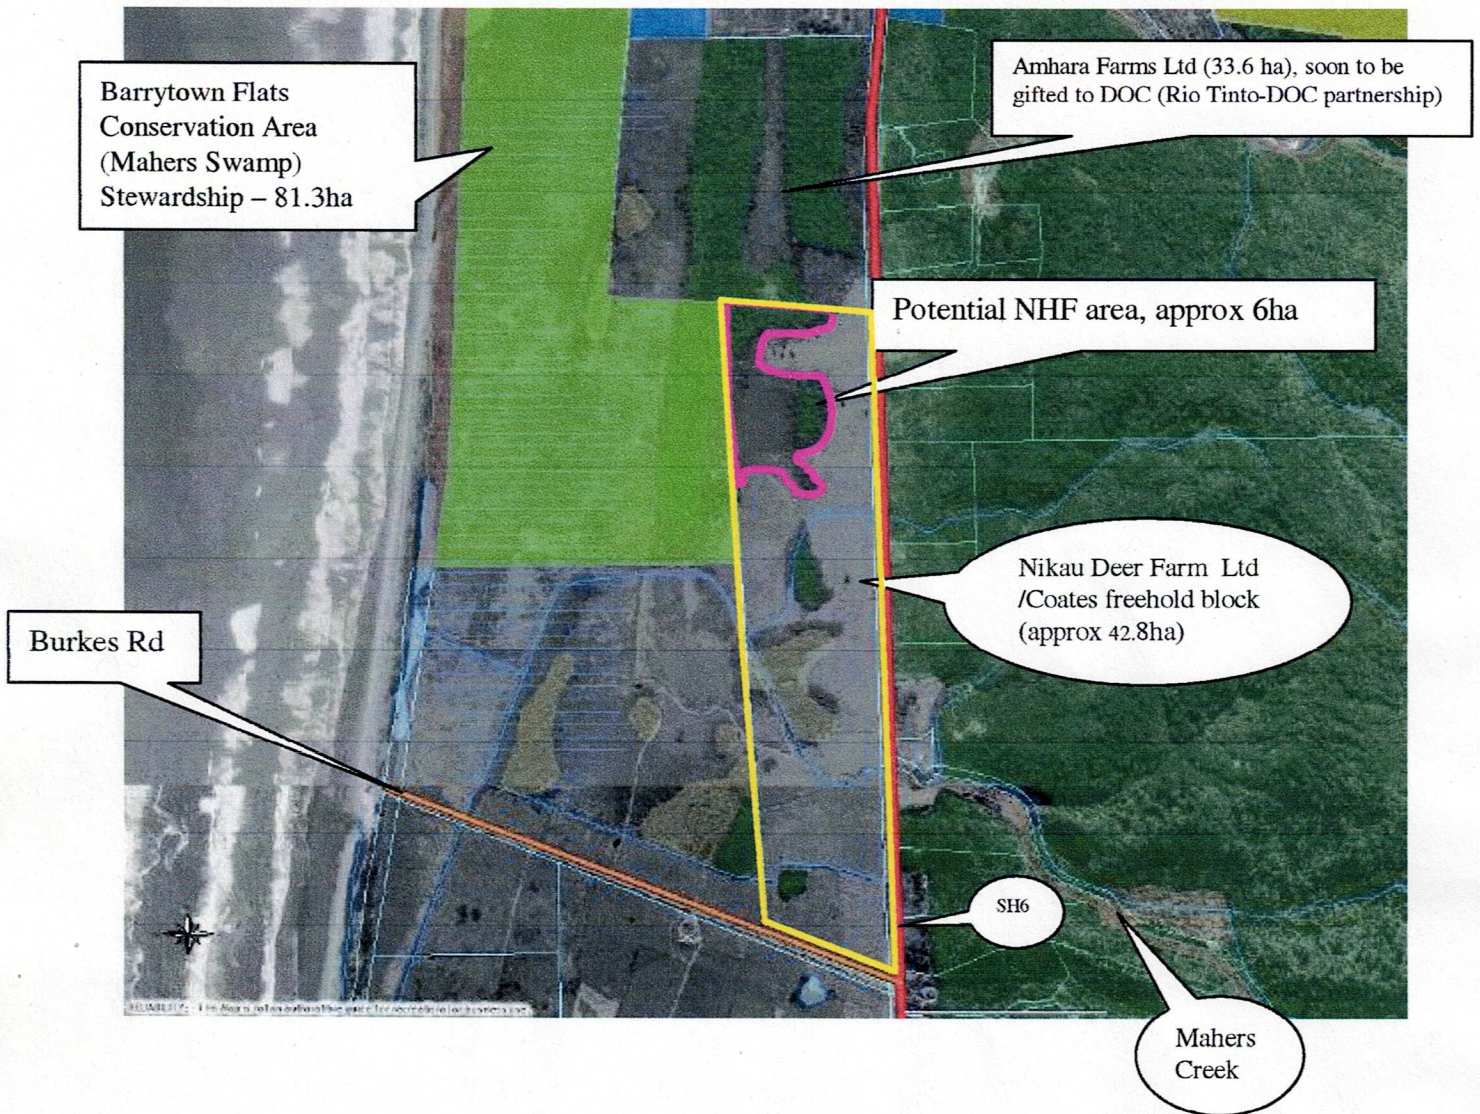 Barrytown Flats
Conservation Area
(Mahers Swamp)
Stewardship – 81.3ha
Amhara Farms Ltd (33.6 ha), soon to be
gifted to DOC (Rio Tinto-DOC partnership)
Potential NHF area, approx 6ha
Nikau Deer Farm Ltd
/Coates freehold block
(approx 42.8ha)
Burkes Rd
SH6
Mahers
Creek